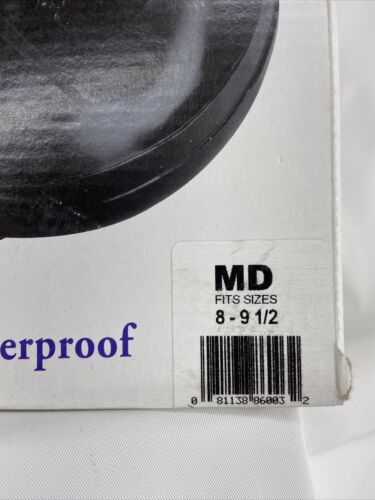 MD
FITS SIZES
8 - 9 1/2
erproof
0 81138 86003 2